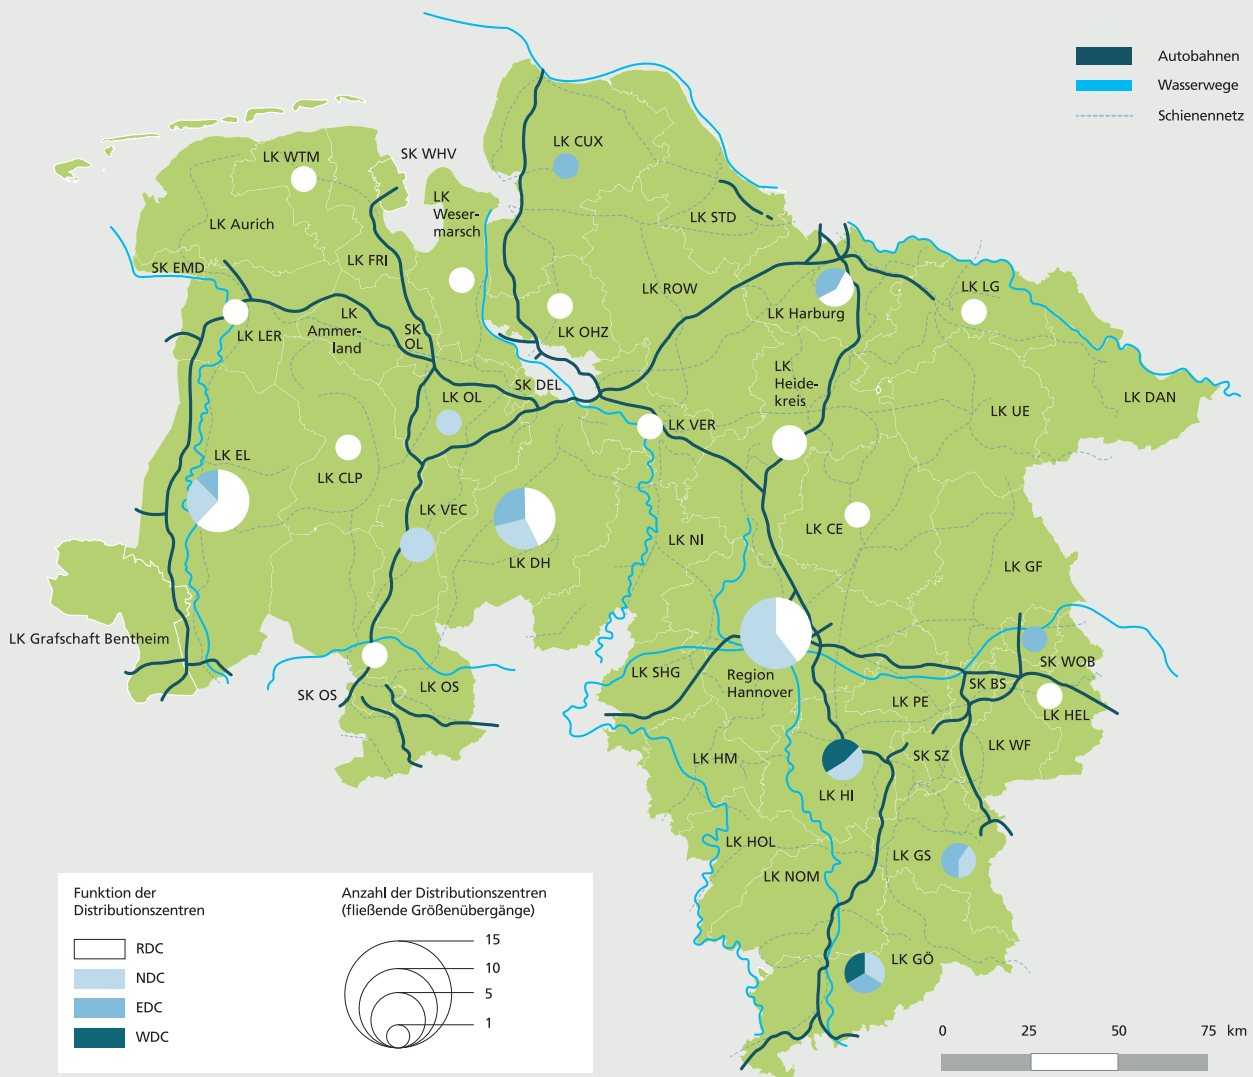 Autobahnen
Wasserwege
Schienennetz
LK CUX
SK WHV
LK WTM
LK
Weser-
marsch
LK STD
LK Aurich
LK FRI
SK EMD
LK ROW
LK LG
LK Harburg
LK
Ammer-
land
SK
OL
LK OHZ
LK LER
LK
Heide-
kreis
SK DEL
LK OL
LK DAN
LK UE
LK VER
LK EL
LK CLP
LK VEC
LK CE
LK NI
LK DH
LK GF
LK Grafschaft Bentheim
SK WOB
LK SHG
Region
Hannover
SK BS
LK OS
SK OS
LK PE
LK HEL
LK WF
SK SZ
LK HM
LK HI
LK HOL
LK GS
LK NOM
LK GÖ
Funktion der
Distributionszentren
RDC
NDC
EDC
WDC
Anzahl der Distributionszentren
(fließende Größenübergänge)
15
10
5
1
0 25 50 75 km